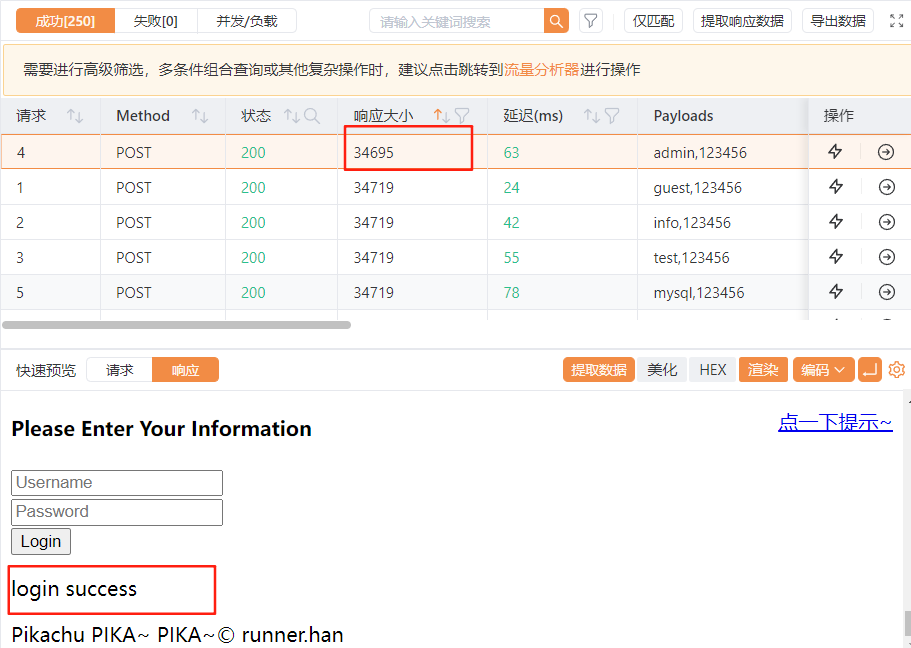 成功[250] 失败[0] 并发/负载 请输入关键词搜索 仅匹配 提取响应数据 导出数据
需要进行高级筛选，多条件组合查询或其他复杂操作时，建议点击跳转到流量分析器进行操作
请求 Method 状态 响应大小 延迟(ms) Payloads 操作
4 POST 200 34695 63 admin,123456
1 POST 200 34719 24 guest,123456
2 POST 200 34719 42 info,123456
3 POST 200 34719 55 test,123456
5 POST 200 34719 78 mysql,123456
快速预览 请求 响应 提取数据 美化 HEX 渲染 编码
Please Enter Your Information 点一下提示~
Username
Password
Login
login success
Pikachu PIKA~ PIKA~© runner.han